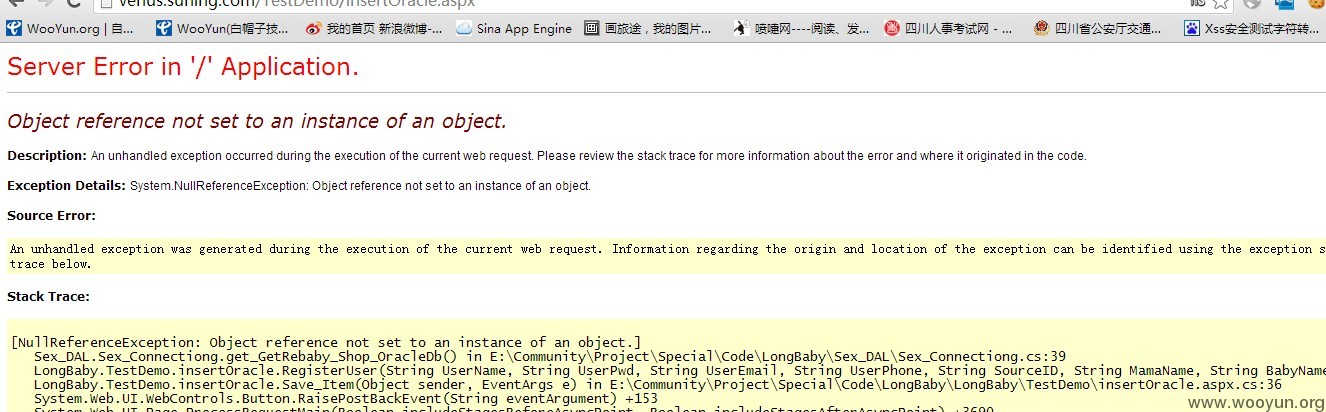 venus.suning.com/TestDemo/insertOracle.aspx
WooYun.org | 自... WooYun(白帽子技... 我的首页 新浪微博-... Sina App Engine 画旅途，我的图片... 喷嚏网----阅读、发... 四川人事考试网 - ... 四川省公安厅交通... Xss安全测试字符转...
Server Error in '/' Application.
Object reference not set to an instance of an object.
Description: An unhandled exception occurred during the execution of the current web request. Please review the stack trace for more information about the error and where it originated in the code.
Exception Details: System.NullReferenceException: Object reference not set to an instance of an object.
Source Error:
An unhandled exception was generated during the execution of the current web request. Information regarding the origin and location of the exception can be identified using the exception s
trace below.
Stack Trace:
[NullReferenceException: Object reference not set to an instance of an object.]
Sex_DAL.Sex_Connectiong.get_GetRebaby_Shop_OracleDb() in E:\Community\Project\Special\Code\LongBaby\Sex_DAL\Sex_Connectiong.cs:39
LongBaby.TestDemo.insertOracle.RegisterUser(String UserName, String UserPwd, String UserEmail, String UserPhone, String SourceID, String MamaName, String BabyName
LongBaby.TestDemo.insertOracle.Save_Item(Object sender, EventArgs e) in E:\Community\Project\Special\Code\LongBaby\LongBaby\TestDemo\insertOracle.aspx.cs:36
System.Web.UI.WebControls.Button.RaisePostBackEvent(String eventArgument) +153
System.Web.UI.Page.ProcessRequestMain(Boolean includeStagesBeforeAsyncPoint, Boolean includeStagesAfterAsyncPoint) +3690
www.wooyun.org